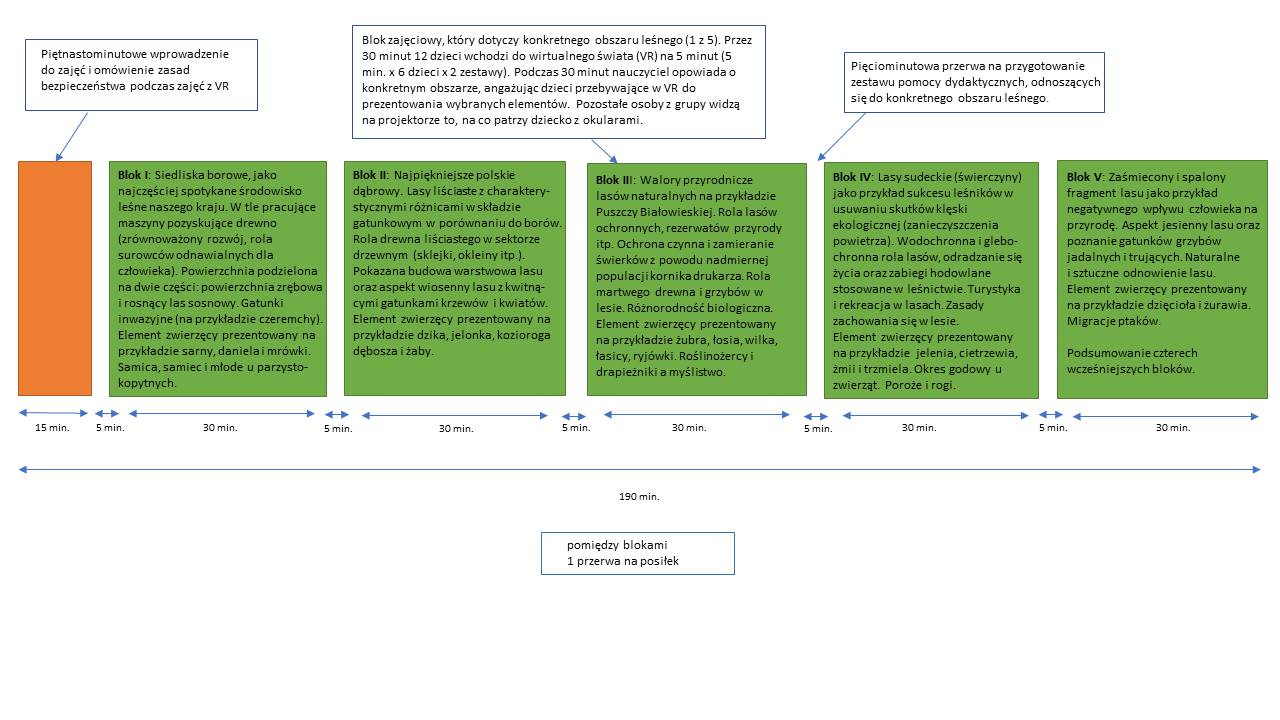 Piętnastominutowe wprowadzenie
do zajęć i omówienie zasad
bezpieczeństwa podczas zajęć z VR
Blok zajęciowy, który dotyczy konkretnego obszaru leśnego (1 z 5). Przez
30 minut 12 dzieci wchodzi do wirtualnego świata (VR) na 5 minut (5
min. x 6 dzieci x 2 zestawy). Podczas 30 minut nauczyciel opowiada o
konkretnym obszarze, angażując dzieci przebywające w VR do
prezentowania wybranych elementów. Pozostałe osoby z grupy widzą
na projektorze to, na co patrzy dziecko z okularami.
Pięciominutowa przerwa na przygotowanie
zestawu pomocy dydaktycznych, odnoszących
się do konkretnego obszaru leśnego.
Blok I: Siedliska borowe, jako
najczęściej spotykane środowisko
leśne naszego kraju. W tle pracujące
maszyny pozyskujące drewno
(zrównoważony rozwój, rola
surowców odnawialnych dla
człowieka). Powierzchnia podzielona
na dwie części: powierzchnia zrębowa
i rosnący las sosnowy. Gatunki
inwazyjne (na przykładzie czeremchy).
Element zwierzęcy prezentowany na
przykładzie sarny, daniela i mrówki.
Samica, samiec i młode u parzysto-
kopytnych.
Blok II: Najpiękniejsze polskie
dąbrowy. Lasy liściaste z charaktery-
stycznymi różnicami w składzie
gatunkowym w porównaniu do borów.
Rola drewna liściastego w sektorze
drzewnym (sklejki, okleiny itp.).
Pokazana budowa warstwowa lasu
oraz aspekt wiosenny lasu z kwitną-
cymi gatunkami krzewów i kwiatów.
Element zwierzęcy prezentowany na
przykładzie dzika, jelonka, kozioroga
dębosza i żaby.
Blok III: Walory przyrodnicze
lasów naturalnych na przykładzie
Puszczy Białowieskiej. Rola lasów
ochronnych, rezerwatów przyrody
itp. Ochrona czynna i zamieranie
świerków z powodu nadmiernej
populacji kornika drukarza. Rola
martwego drewna i grzybów w
lesie. Różnorodność biologiczna.
Element zwierzęcy prezentowany
na przykładzie żubra, łosia, wilka,
łasicy, ryjówki. Roślinożercy i
drapieżniki a myślistwo.
Blok IV: Lasy sudeckie (świerczyny)
jako przykład sukcesu leśników w
usuwaniu skutków klęski
ekologicznej (zanieczyszczenia
powietrza). Wodochronna i glebo-
chronna rola lasów, odradzanie się
życia oraz zabiegi hodowlane
stosowane w leśnictwie. Turystyka
i rekreacja w lasach. Zasady
zachowania się w lesie.
Element zwierzęcy prezentowany
na przykładzie jelenia, cietrzewia,
żmii i trzmiela. Okres godowy u
zwierząt. Poroże i rogi.
Blok V: Zaśmiecony i spalony
fragment lasu jako przykład
negatywnego wpływu człowieka na
przyrodę. Aspekt jesienny lasu oraz
poznanie gatunków grzybów
jadalnych i trujących. Naturalne
i sztuczne odnowienie lasu.
Element zwierzęcy prezentowany
na przykładzie dzięcioła i żurawia.
Migracje ptaków.
Podsumowanie czterech
wcześniejszych bloków.
15 min. 5 min. 30 min. 5 min. 30 min. 5 min. 30 min. 5 min. 30 min. 5 min. 30 min.
190 min.
pomiędzy blokami
1 przerwa na posiłek